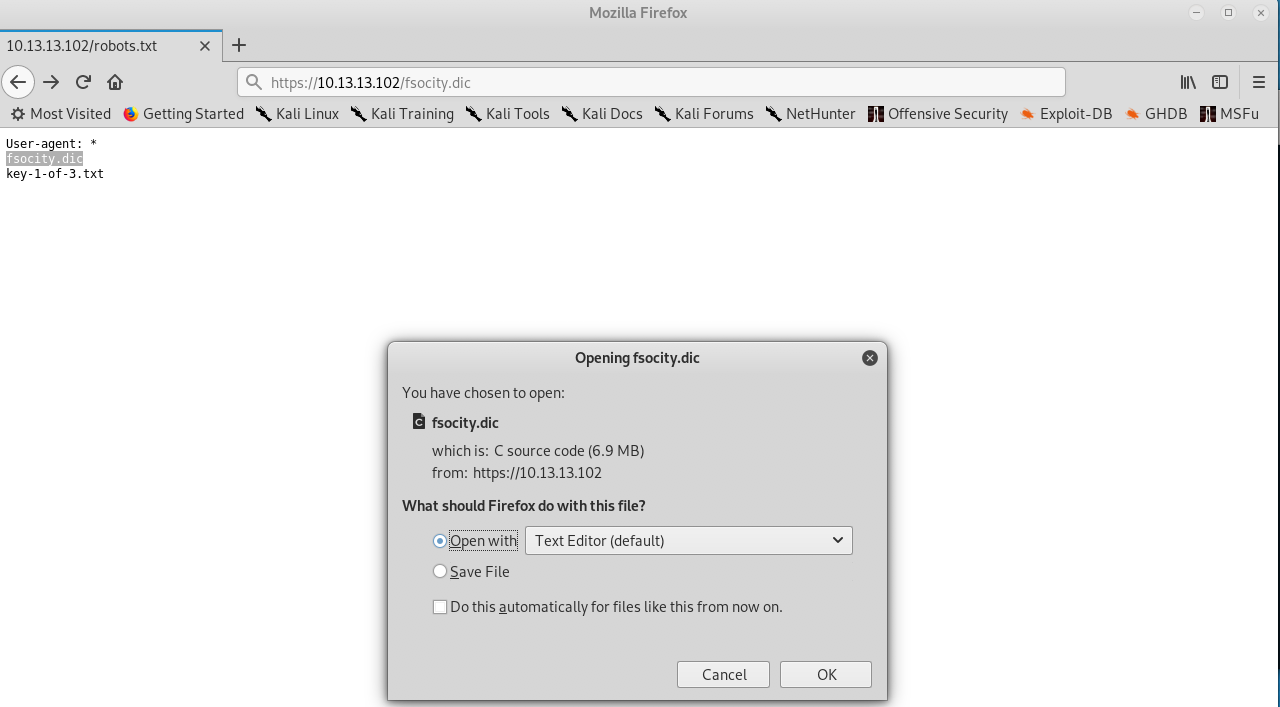 Mozilla Firefox
10.13.13.102/robots.txt
https://10.13.13.102/fsocity.dic
Most Visited Getting Started Kali Linux Kali Training Kali Tools Kali Docs Kali Forums NetHunter Offensive Security Exploit-DB GHDB MSFu
User-agent: *
fsocity.dic
key-1-of-3.txt
Opening fsocity.dic
You have chosen to open:
fsocity.dic
which is: C source code (6.9 MB)
from: https://10.13.13.102
What should Firefox do with this file?
Open with Text Editor (default)
Save File
Do this automatically for files like this from now on.
Cancel OK